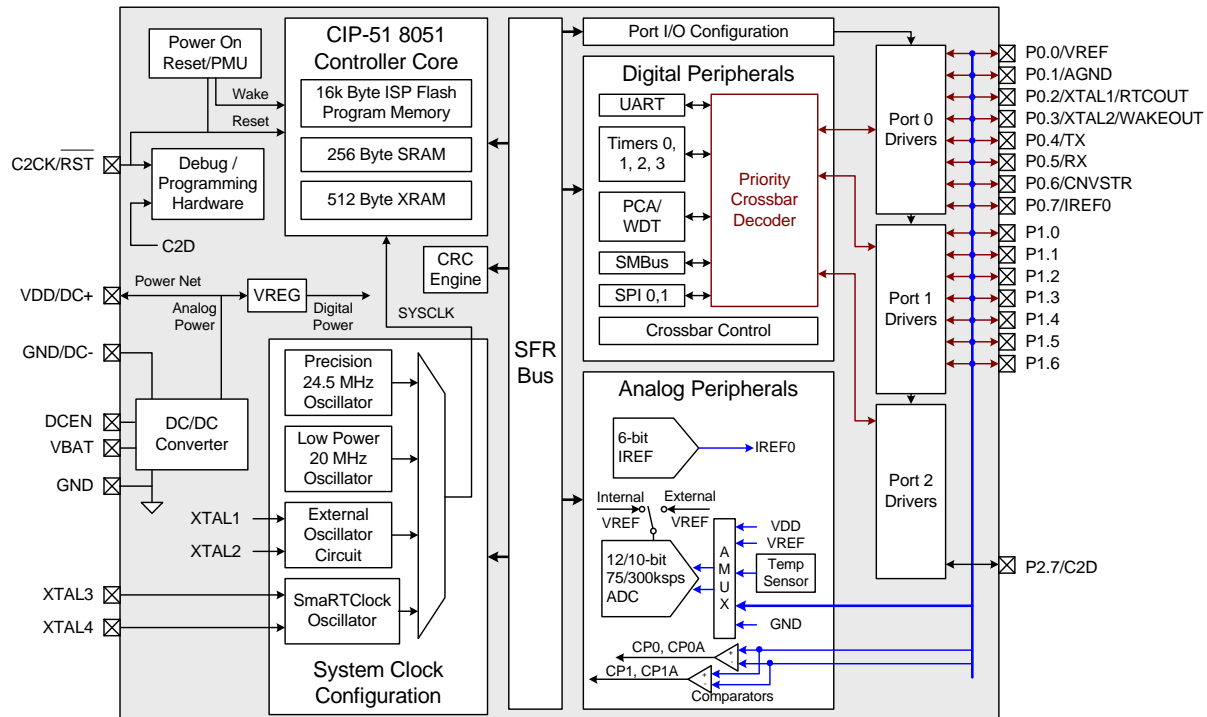 Power On
Reset/PMU
Wake
Reset
C2CK/RST
Debug /
Programming
Hardware
C2D
CIP-51 8051
Controller Core
16k Byte ISP Flash
Program Memory
256 Byte SRAM
512 Byte XRAM
VDD/DC+
Power Net
Analog
Power
VREG
Digital
Power
SYSCLK
CRC
Engine
GND/DC-
DCEN
VBAT
GND
DC/DC
Converter
Precision
24.5 MHz
Oscillator
Low Power
20 MHz
Oscillator
XTAL1
XTAL2
External
Oscillator
Circuit
XTAL3
XTAL4
SmaRTClock
Oscillator
System Clock
Configuration
SFR
Bus
Port I/O Configuration
Digital Peripherals
UART
Timers 0,
1, 2, 3
PCA/
WDT
SMBus
SPI 0,1
Priority
Crossbar
Decoder
Crossbar Control
Analog Peripherals
6-bit
IREF
IREF0
Internal
VREF
External
VREF
12/10-bit
75/300ksps
ADC
A
M
U
X
VDD
VREF
Temp
Sensor
GND
CP0, CP0A
+
-
CP1, CP1A
+
-
Comparators
Port 0
Drivers
Port 1
Drivers
Port 2
Drivers
P0.0/VREF
P0.1/AGND
P0.2/XTAL1/RTCOUT
P0.3/XTAL2/WAKEOUT
P0.4/TX
P0.5/RX
P0.6/CNVSTR
P0.7/IREF0
P1.0
P1.1
P1.2
P1.3
P1.4
P1.5
P1.6
P2.7/C2D